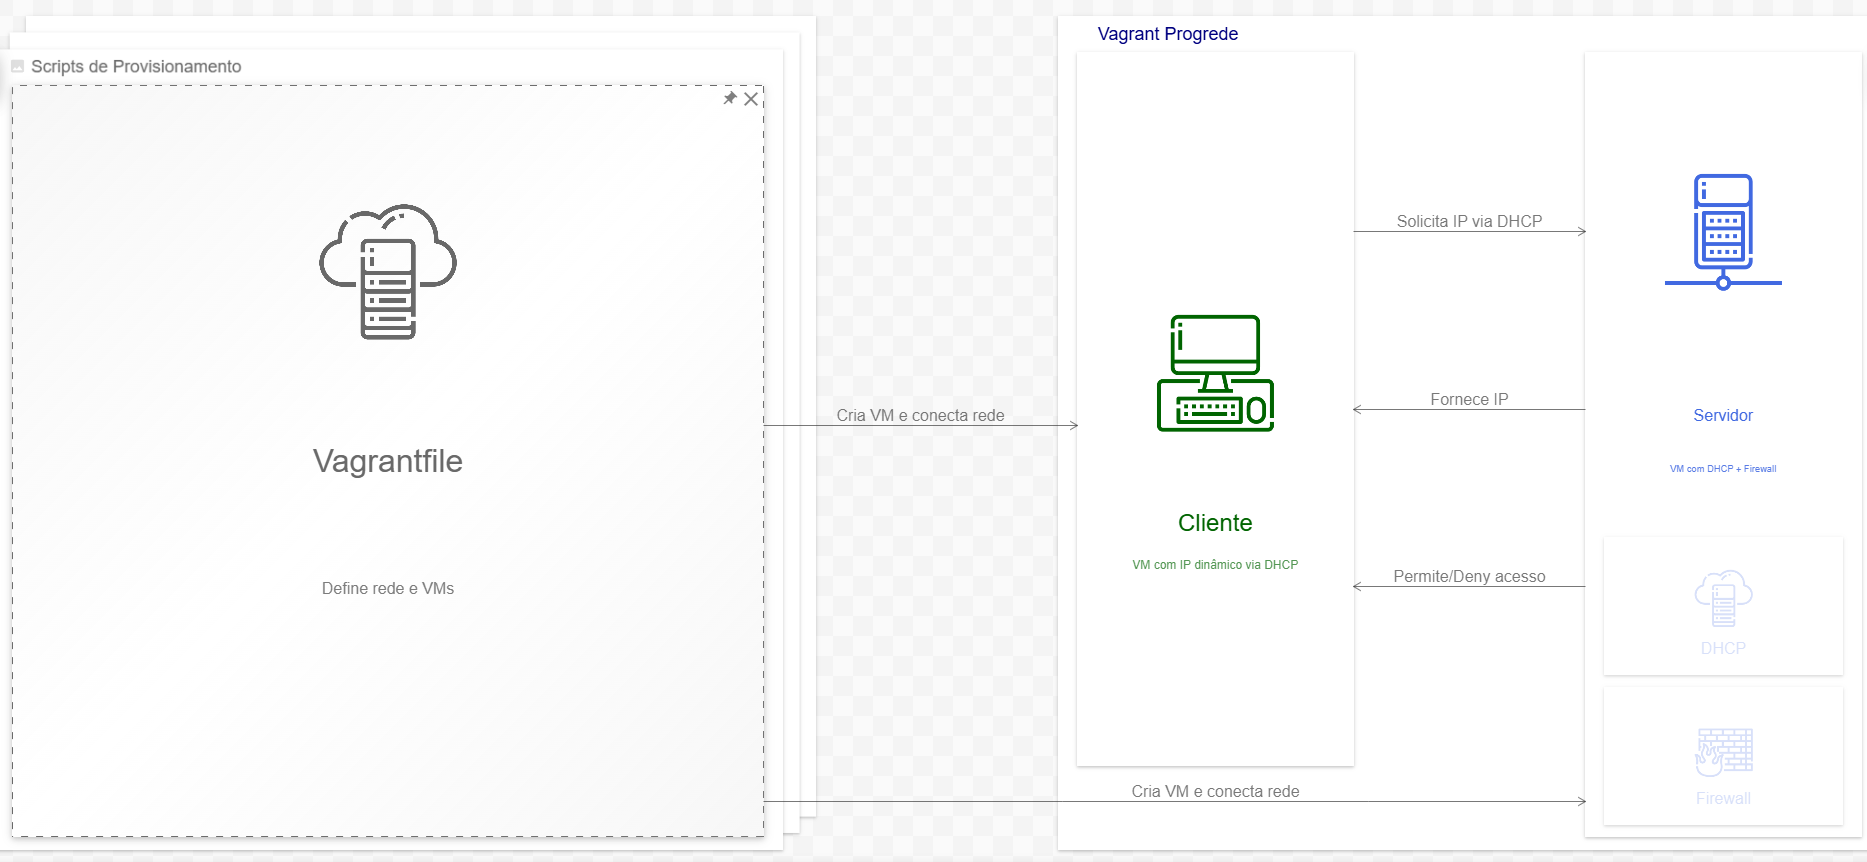 Scripts de Provisionamento
Vagrantfile
Define rede e VMs
Cria VM e conecta rede
Vagrant Progrede
Cliente
VM com IP dinâmico via DHCP
Solicita IP via DHCP
Fornece IP
Permite/Deny acesso
Cria VM e conecta rede
Servidor
VM com DHCP + Firewall
DHCP
Firewall